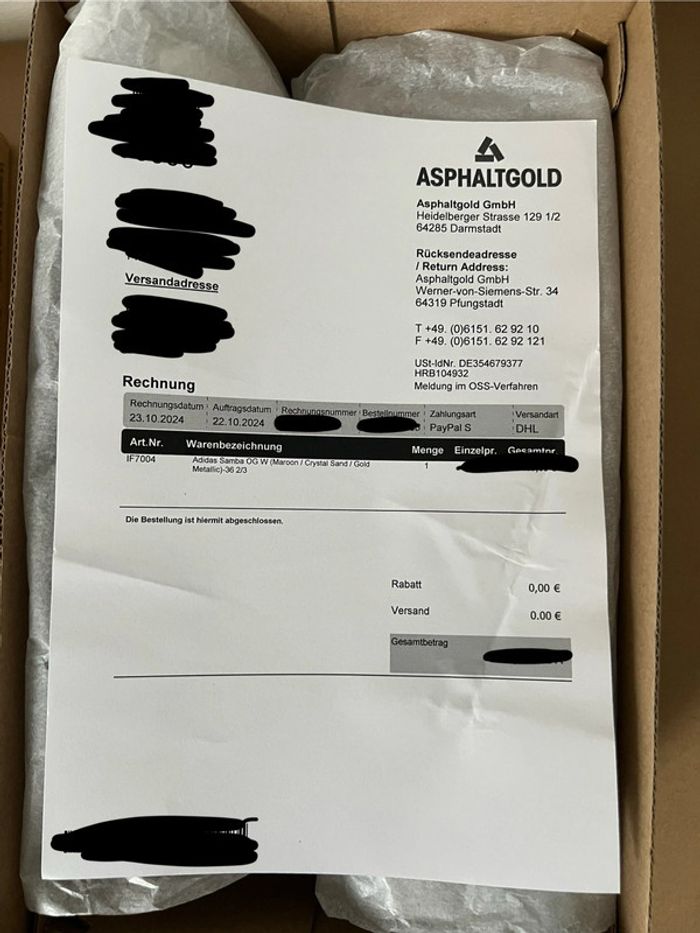 ASPHALTGOLD
Asphaltgold GmbH
Heidelberger Strasse 129 1/2
64285 Darmstadt
Rücksendeadresse
/ Return Address:
Asphaltgold GmbH
Werner-von-Siemens-Str. 34
64319 Pfungstadt
T +49. (0)6151. 62 92 10
F +49. (0)6151. 62 92 121
USt-IdNr. DE354679377
HRB104932
Meldung im OSS-Verfahren
Versandadresse
Rechnung
Rechnungsdatum Auftragsdatum Rechnungsnummer Bestellnummer Zahlungsart Versandart
23.10.2024 22.10.2024 PayPal S DHL
Art.Nr. Warenbezeichnung Menge Einzelpr. Gesamtpr.
IF7004 Adidas Samba OG W (Maroon / Crystal Sand / Gold 1
Metallic)-36 2/3
Die Bestellung ist hiermit abgeschlossen.
Rabatt 0,00 €
Versand 0.00 €
Gesamtbetrag